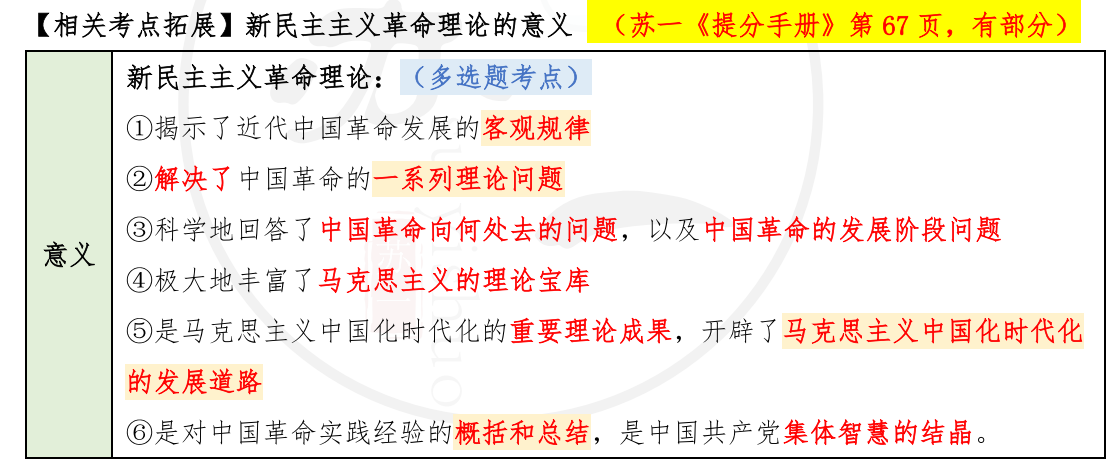 【相关考点拓展】新民主主义革命理论的意义 （苏一《提分手册》第 67 页，有部分）
新民主主义革命理论：（多选题考点）
①揭示了近代中国革命发展的客观规律
②解决了中国革命的一系列理论问题
③科学地回答了中国革命向何处去的问题，以及中国革命的发展阶段问题
意义
④极大地丰富了马克思主义的理论宝库
⑤是马克思主义中国化时代化的重要理论成果，开辟了马克思主义中国化时代化
的发展道路
⑥是对中国革命实践经验的概括和总结，是中国共产党集体智慧的结晶。